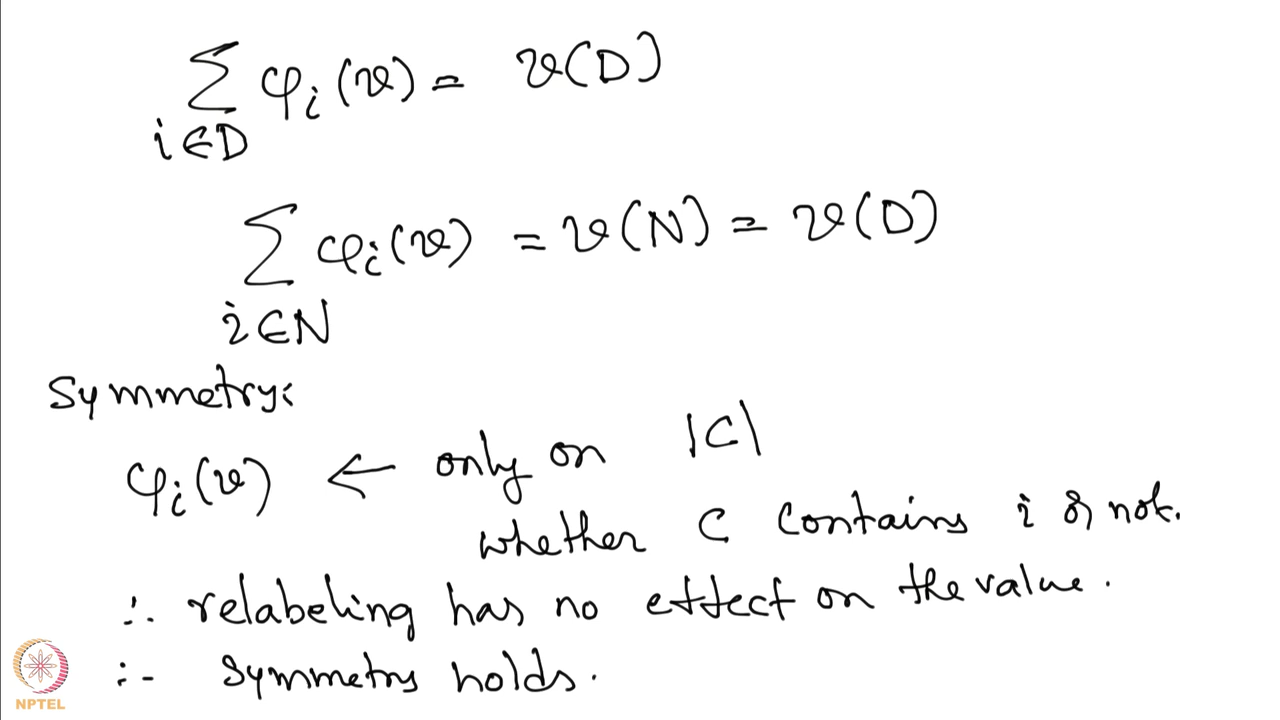 ∑ φᵢ(v) = v(D)
i∈D
∑ φᵢ(v) = v(N) = v(D)
i∈N
Symmetry:
φᵢ(v) ← only on |C|
whether C contains i or not.
∴ relabeling has no effect on the value.
∴ Symmetry holds.
NPTEL